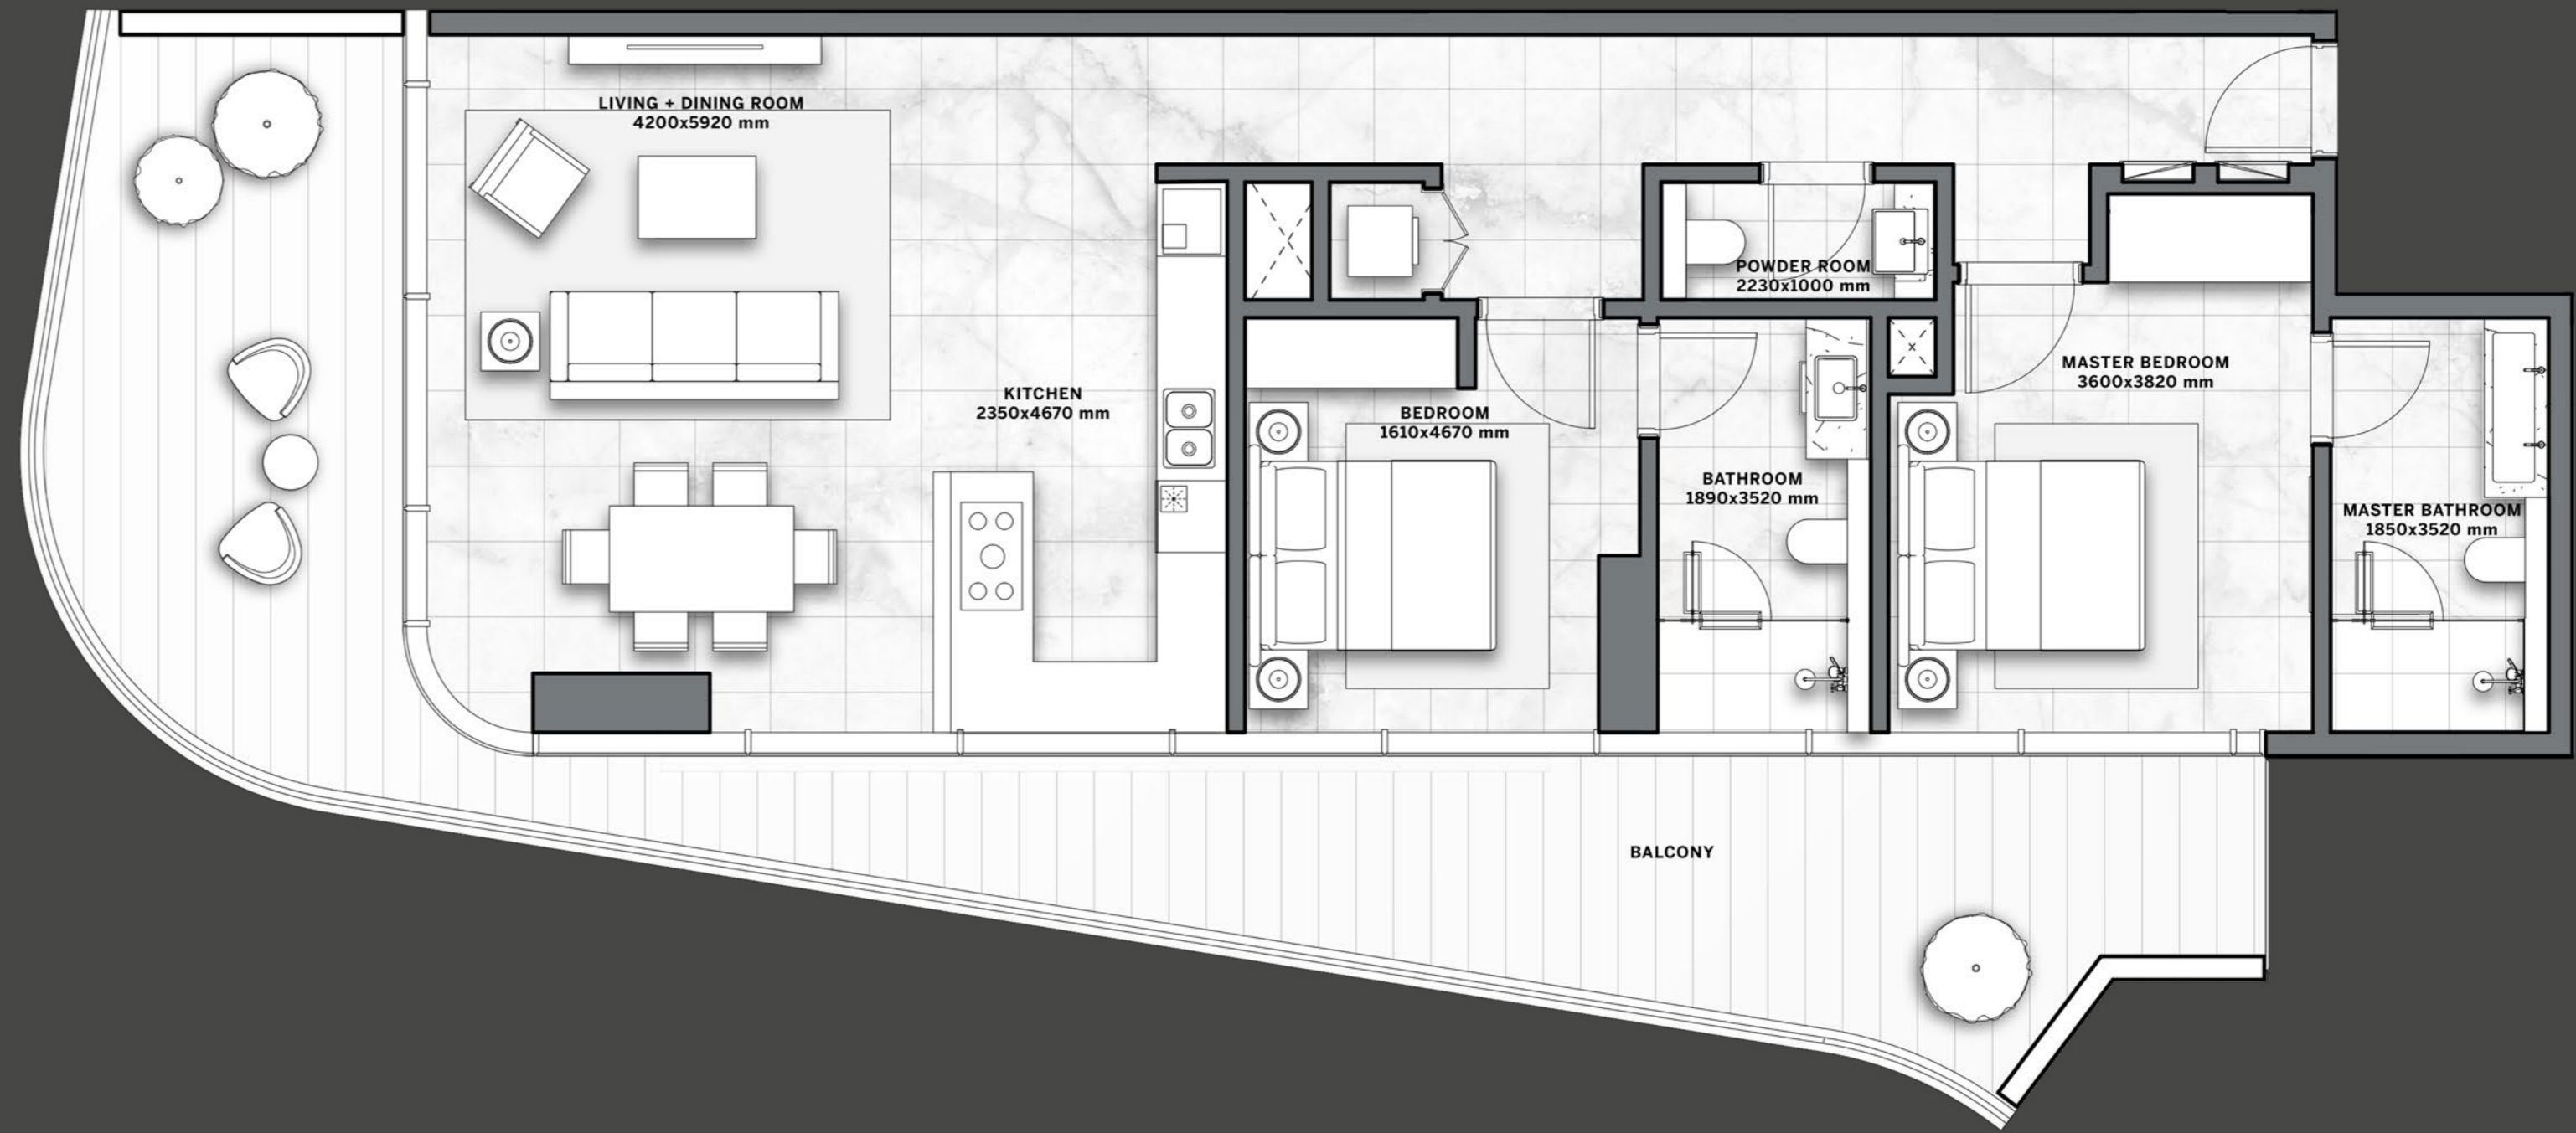 LIVING + DINING ROOM
4200x5920 mm
KITCHEN
2350x4670 mm
BEDROOM
1610x4670 mm
POWDER ROOM
2230x1000 mm
BATHROOM
1890x3520 mm
MASTER BEDROOM
3600x3820 mm
MASTER BATHROOM
1850x3520 mm
BALCONY